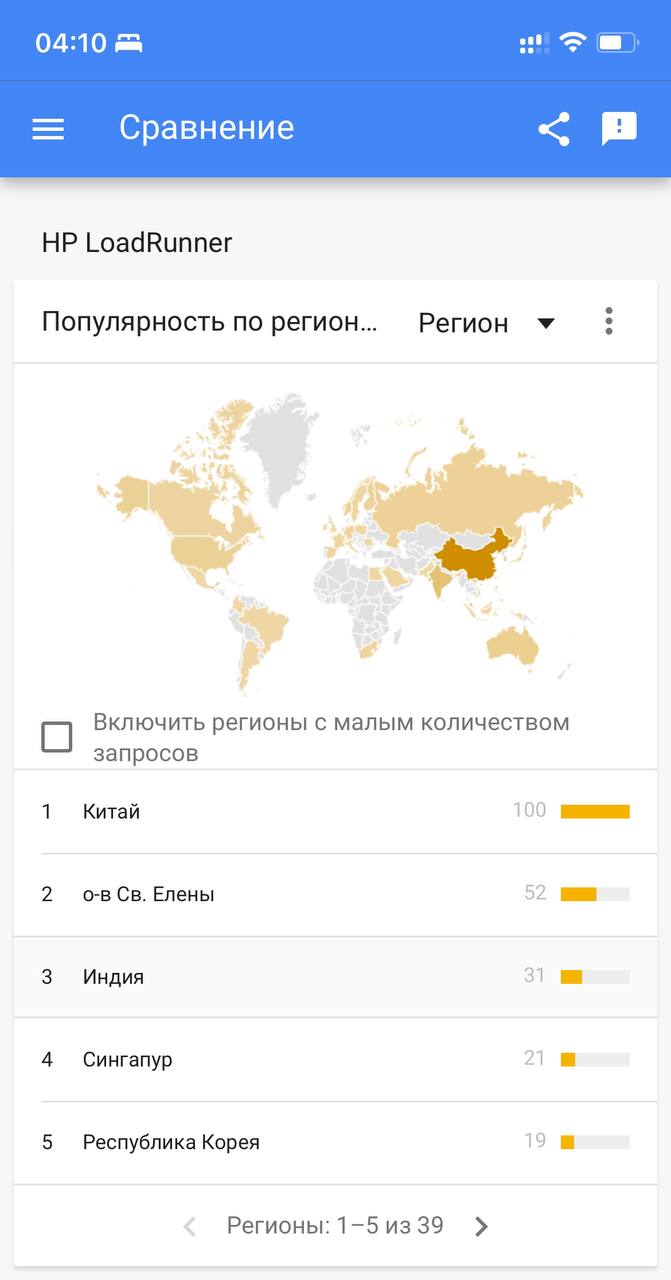 04:10
Сравнение
HP LoadRunner
Популярность по регион... Регион
Включить регионы с малым количеством
запросов
1 Китай 100
2 о-в Св. Елены 52
3 Индия 31
4 Сингапур 21
5 Республика Корея 19
Регионы: 1–5 из 39